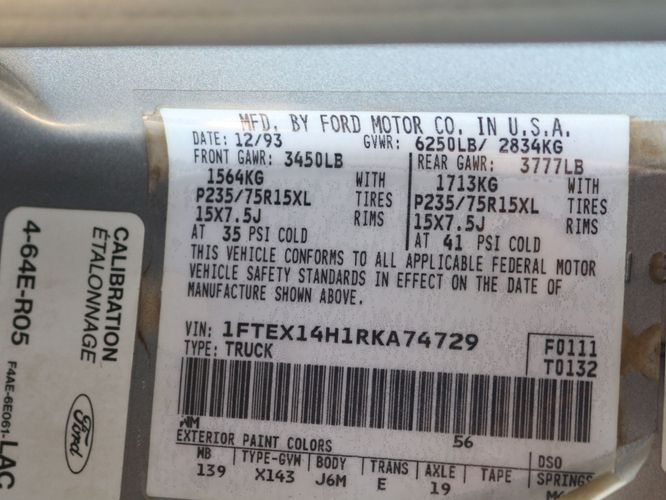 MFD. BY FORD MOTOR CO. IN U.S.A.
DATE: 12/93 GVWR: 6250LB/ 2834KG
FRONT GAWR: 3450LB REAR GAWR: 3777LB
1564KG WITH 1713KG WITH
P235/75R15XL TIRES P235/75R15XL TIRES
15X7.5J RIMS 15X7.5J RIMS
AT 35 PSI COLD AT 41 PSI COLD
THIS VEHICLE CONFORMS TO ALL APPLICABLE FEDERAL MOTOR
VEHICLE SAFETY STANDARDS IN EFFECT ON THE DATE OF
MANUFACTURE SHOWN ABOVE.
VIN: 1FTEX14H1RKA74729 F0111
TYPE: TRUCK T0132
WM 56
EXTERIOR PAINT COLORS DSO
WB TYPE-GVW BODY TRANS AXLE TAPE SPRINGS
139 X143 J6M E 19
CALIBRATION
ÉTALONNAGE
4-64E-R05
F4AE-6E061-LAC
Ford